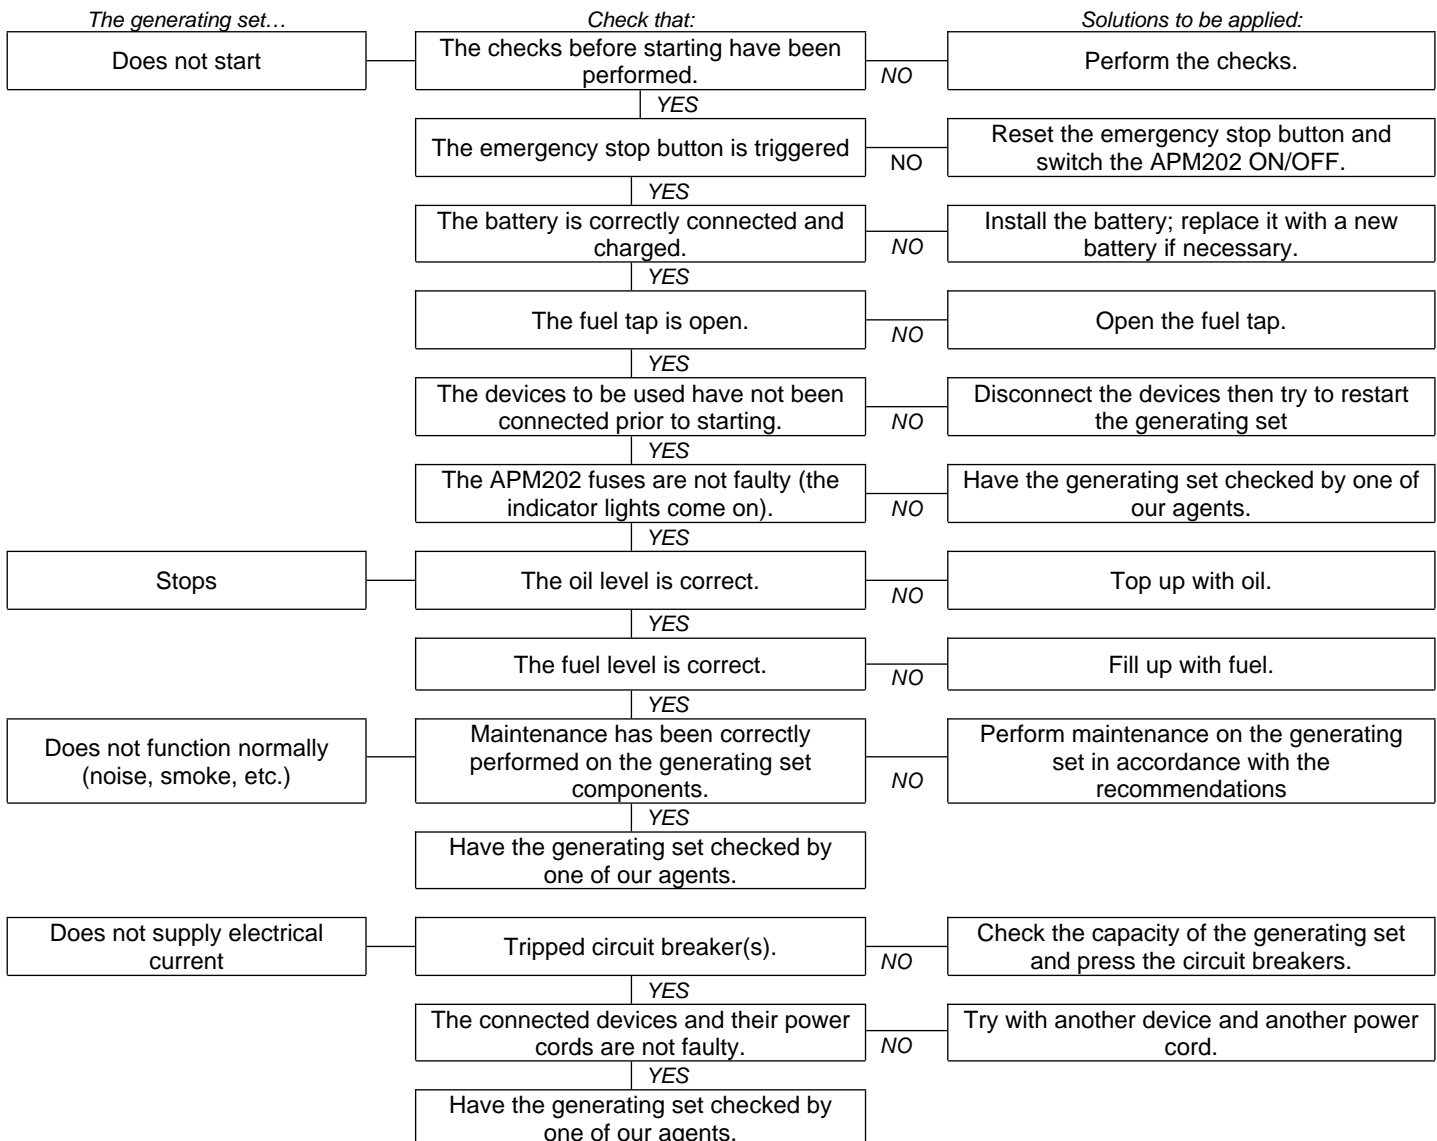 The generating set… Check that: Solutions to be applied:
Does not start
The checks before starting have been
performed.
NO
Perform the checks.
YES
The emergency stop button is triggered
NO
Reset the emergency stop button and
switch the APM202 ON/OFF.
YES
The battery is correctly connected and
charged.
NO
Install the battery; replace it with a new
battery if necessary.
YES
The fuel tap is open.
NO
Open the fuel tap.
YES
The devices to be used have not been
connected prior to starting.
NO
Disconnect the devices then try to restart
the generating set
YES
The APM202 fuses are not faulty (the
indicator lights come on).
NO
Have the generating set checked by one of
our agents.
YES
Stops
The oil level is correct.
NO
Top up with oil.
YES
The fuel level is correct.
NO
Fill up with fuel.
YES
Does not function normally
(noise, smoke, etc.)
Maintenance has been correctly
performed on the generating set
components.
NO
Perform maintenance on the generating
set in accordance with the
recommendations
YES
Have the generating set checked by
one of our agents.
Does not supply electrical
current
Tripped circuit breaker(s).
NO
Check the capacity of the generating set
and press the circuit breakers.
YES
The connected devices and their power
cords are not faulty.
NO
Try with another device and another power
cord.
YES
Have the generating set checked by
one of our agents.